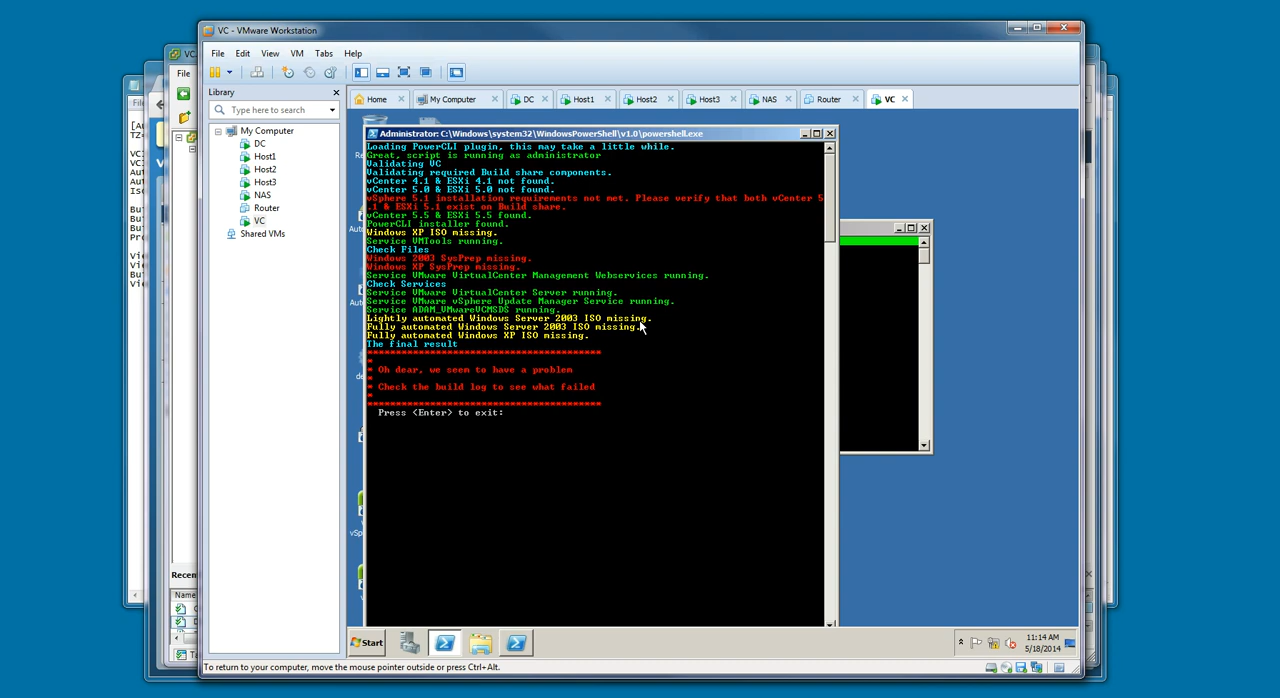 VC - VMware Workstation
File Edit View VM Tabs Help
Library
Type here to search
My Computer
DC
Host1
Host2
Host3
NAS
Router
VC
Shared VMs
Home
My Computer
DC
Host1
Host2
Host3
NAS
Router
VC
Administrator: C:\Windows\system32\WindowsPowerShell\v1.0\powershell.exe
Loading PowerCLI plugin, this may take a little while.
Great, script is running as administrator
Validating VC
Validating required Build share components.
vCenter 4.1 & ESXi 4.1 not found.
vCenter 5.0 & ESXi 5.0 not found.
vSphere 5.1 installation requirements not met. Please verify that both vCenter 5
.1 & ESXi 5.1 exist on Build share.
vCenter 5.5 & ESXi 5.5 found.
PowerCLI installer found.
Windows XP ISO missing.
Service VMTools running.
Check Files
Windows 2003 SysPrep missing.
Windows XP SysPrep missing.
Service VMware VirtualCenter Management Webservices running.
Check Services
Service VMware VirtualCenter Server running.
Service VMware vSphere Update Manager Service running.
Service ADAM_VMwareVCMSDS running.
Lightly automated Windows Server 2003 ISO missing.
Fully automated Windows Server 2003 ISO missing.
Fully automated Windows XP ISO missing.
The final result
******************************************
*
* Oh dear, we seem to have a problem
*
* Check the build log to see what failed
*
******************************************
Press <Enter> to exit:
Start
11:14 AM
5/18/2014
To return to your computer, move the mouse pointer outside or press Ctrl+Alt.
File
Recen
Name